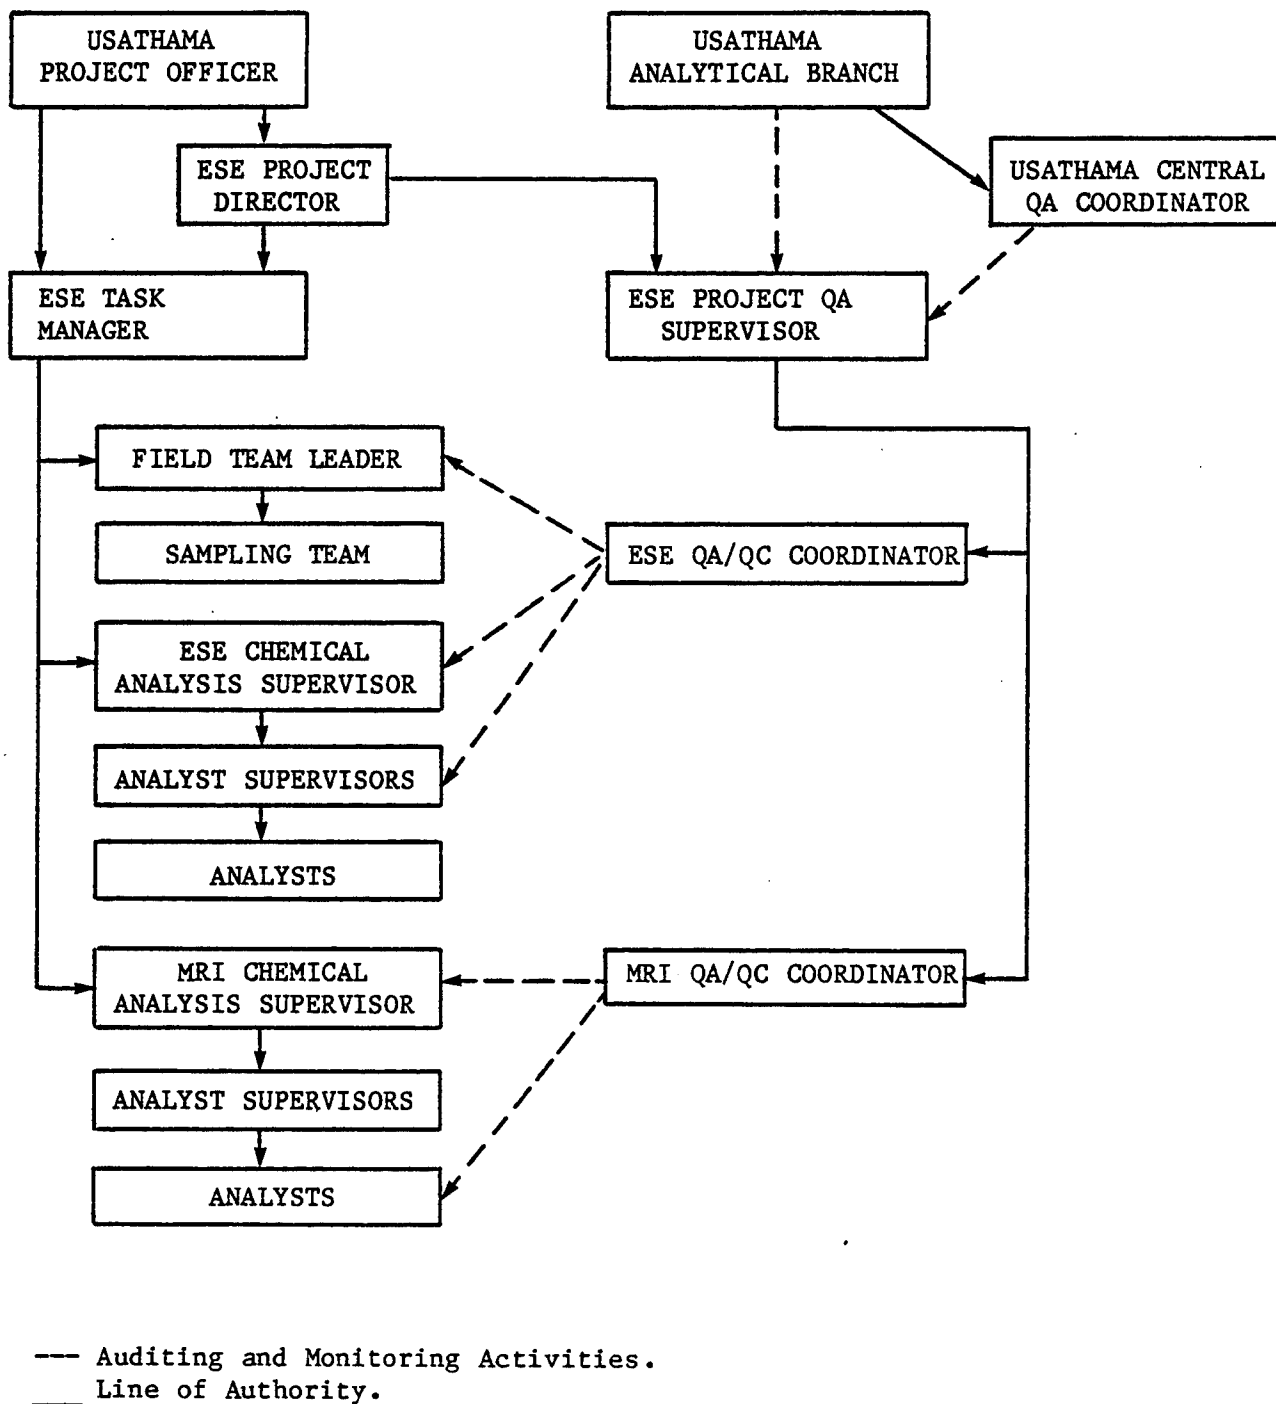 USATHAMA
PROJECT OFFICER
USATHAMA
ANALYTICAL BRANCH
ESE PROJECT
DIRECTOR
USATHAMA CENTRAL
QA COORDINATOR
ESE TASK
MANAGER
ESE PROJECT QA
SUPERVISOR
FIELD TEAM LEADER
SAMPLING TEAM
ESE QA/QC COORDINATOR
ESE CHEMICAL
ANALYSIS SUPERVISOR
ANALYST SUPERVISORS
ANALYSTS
MRI CHEMICAL
ANALYSIS SUPERVISOR
MRI QA/QC COORDINATOR
ANALYST SUPERVISORS
ANALYSTS
--- Auditing and Monitoring Activities.
___ Line of Authority.